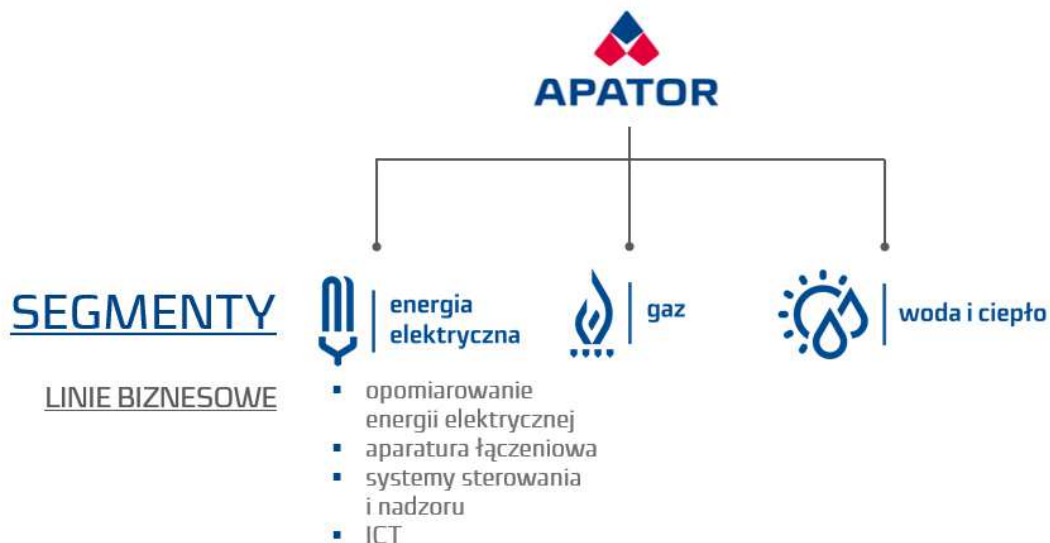 APATOR
SEGMENTY
energia
elektryczna
gaz
woda i ciepło
LINIE BIZNESOWE
▪ opomiarowanie
energii elektrycznej
▪ aparatura łączeniowa
▪ systemy sterowania
i nadzoru
▪ ICT